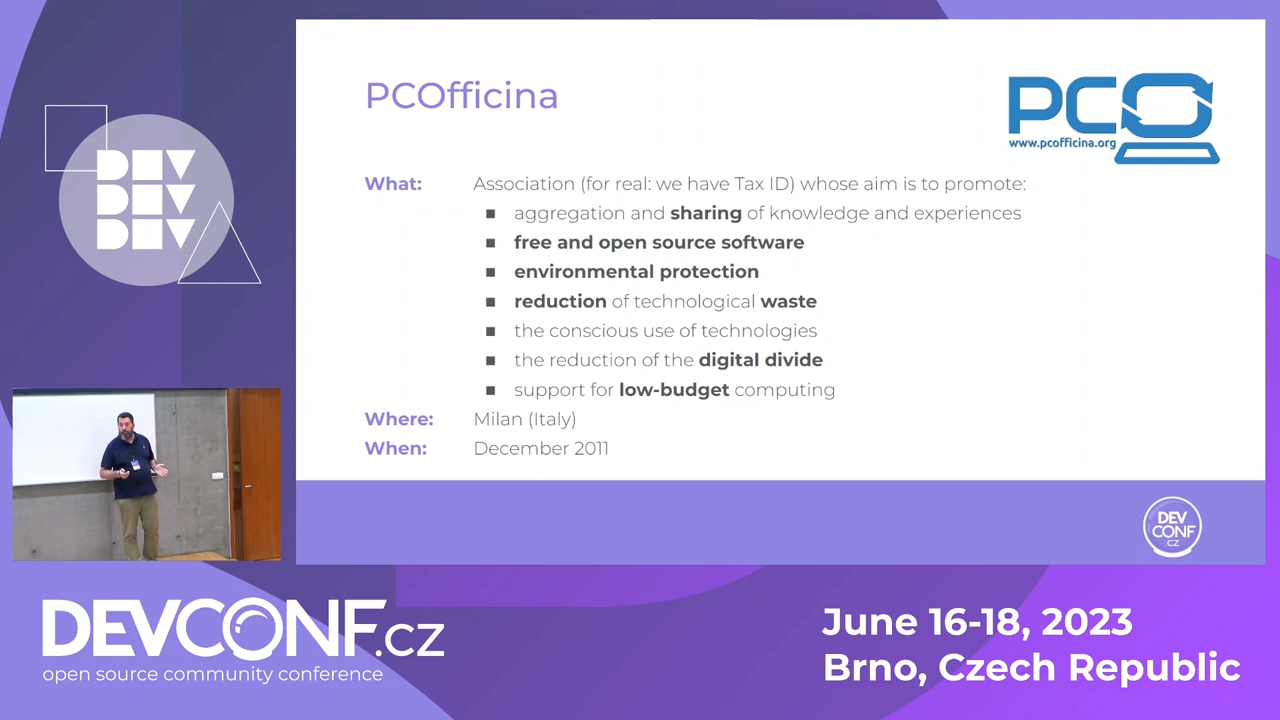 PCOfficina
PCO
www.pcofficina.org
What: Association (for real: we have Tax ID) whose aim is to promote:
■ aggregation and sharing of knowledge and experiences
■ free and open source software
■ environmental protection
■ reduction of technological waste
■ the conscious use of technologies
■ the reduction of the digital divide
■ support for low-budget computing
Where: Milan (Italy)
When: December 2011
DEV
DEV
DEV
DEV
CONF
.CZ
DEVCONF.cz
open source community conference
June 16-18, 2023
Brno, Czech Republic